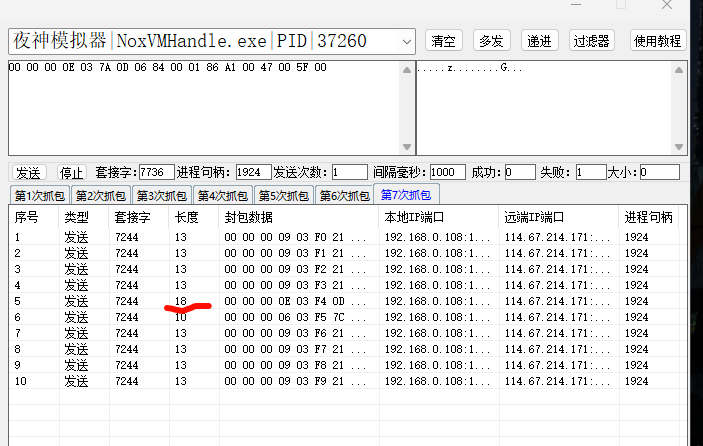 夜神模拟器|NoxVMHandle.exe|PID|37260 清空 多发 递进 过滤器 使用教程
00 00 00 0E 03 7A 0D 06 84 00 01 86 A1 00 47 00 5F 00 .....z........G...
发送 停止 套接字:7736 进程句柄:1924 发送次数:1 间隔毫秒:1000 成功:0 失败:1 大小:0
第1次抓包 第2次抓包 第3次抓包 第4次抓包 第5次抓包 第6次抓包 第7次抓包
序号 类型 套接字 长度 封包数据 本地IP端口 远端IP端口 进程句柄
1 发送 7244 13 00 00 00 09 03 F0 21 ... 192.168.0.108:1... 114.67.214.171:... 1924
2 发送 7244 13 00 00 00 09 03 F1 21 ... 192.168.0.108:1... 114.67.214.171:... 1924
3 发送 7244 13 00 00 00 09 03 F2 21 ... 192.168.0.108:1... 114.67.214.171:... 1924
4 发送 7244 13 00 00 00 09 03 F3 21 ... 192.168.0.108:1... 114.67.214.171:... 1924
5 发送 7244 18 00 00 00 0E 03 F4 0D ... 192.168.0.108:1... 114.67.214.171:... 1924
6 发送 7244 10 00 00 00 06 03 F5 7C ... 192.168.0.108:1... 114.67.214.171:... 1924
7 发送 7244 13 00 00 00 09 03 F6 21 ... 192.168.0.108:1... 114.67.214.171:... 1924
8 发送 7244 13 00 00 00 09 03 F7 21 ... 192.168.0.108:1... 114.67.214.171:... 1924
9 发送 7244 13 00 00 00 09 03 F8 21 ... 192.168.0.108:1... 114.67.214.171:... 1924
10 发送 7244 13 00 00 00 09 03 F9 21 ... 192.168.0.108:1... 114.67.214.171:... 1924